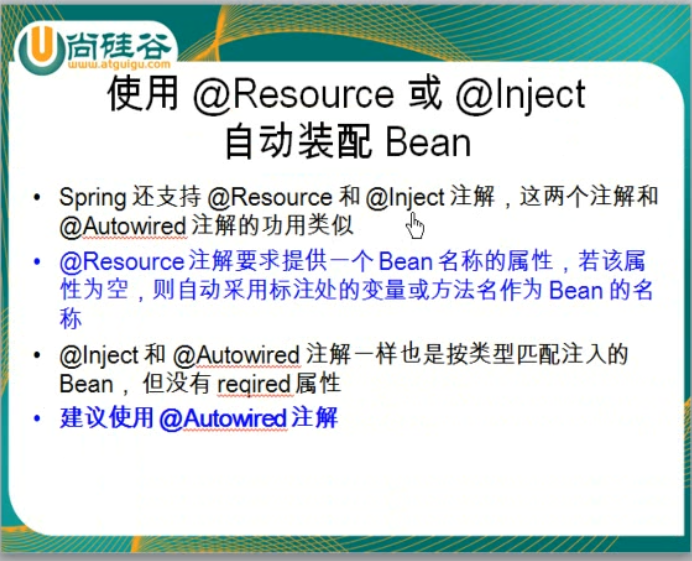 尚硅谷
www.atguigu.com
使用 @Resource 或 @Inject
自动装配 Bean
• Spring 还支持 @Resource 和 @Inject 注解，这两个注解和
@Autowired 注解的功用类似
• @Resource 注解要求提供一个 Bean 名称的属性，若该属
性为空，则自动采用标注处的变量或方法名作为 Bean 的名
称
• @Inject 和 @Autowired 注解一样也是按类型匹配注入的
Bean， 但没有 reqired 属性
• 建议使用 @Autowired 注解